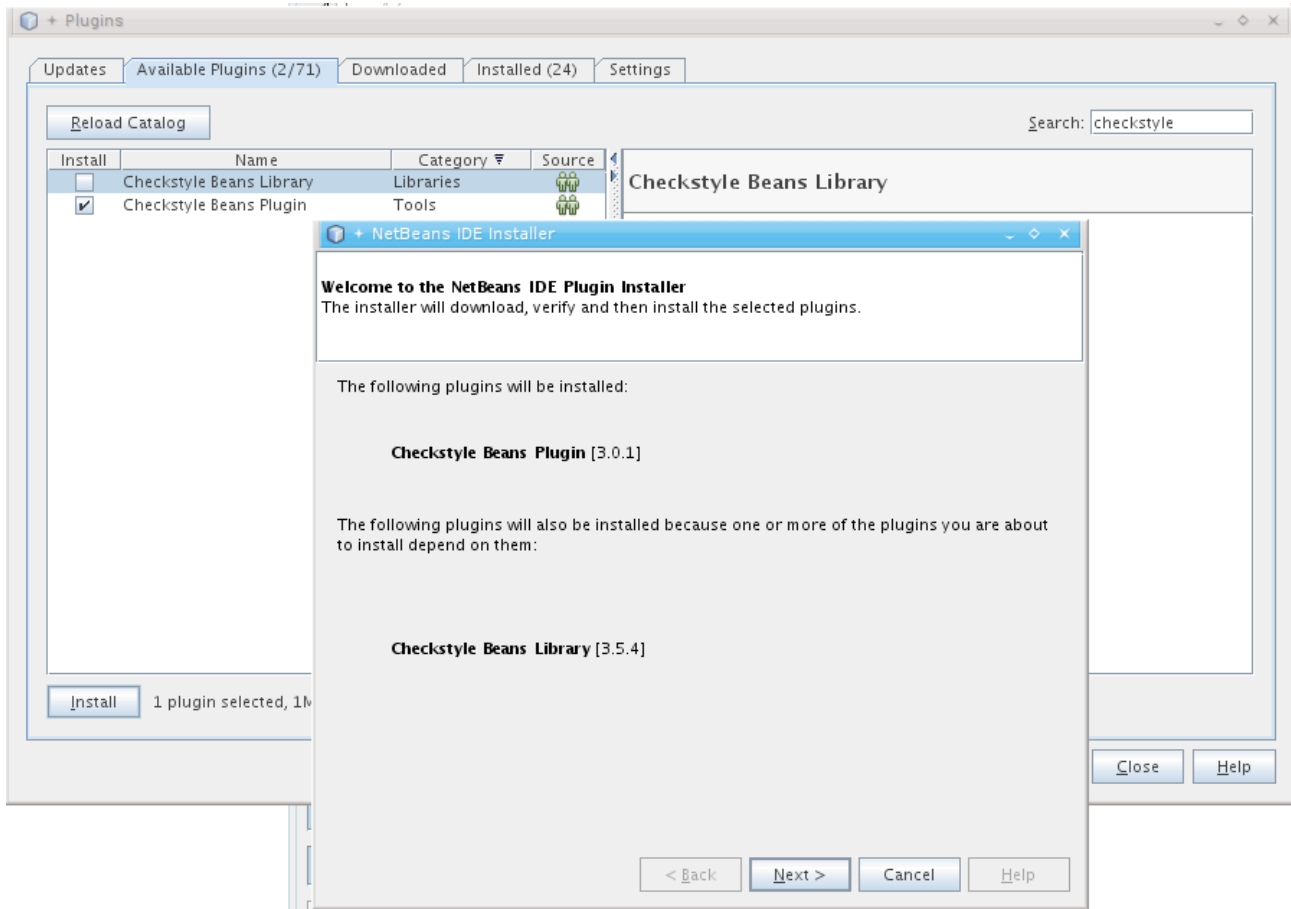 + Plugins
Updates
Available Plugins (2/71)
Downloaded
Installed (24)
Settings
Reload Catalog
Search: checkstyle
Install Name Category Source
Checkstyle Beans Library Libraries
Checkstyle Beans Plugin Tools
Checkstyle Beans Library
+ NetBeans IDE Installer
Welcome to the NetBeans IDE Plugin Installer
The installer will download, verify and then install the selected plugins.
The following plugins will be installed:
Checkstyle Beans Plugin [3.0.1]
The following plugins will also be installed because one or more of the plugins you are about
to install depend on them:
Checkstyle Beans Library [3.5.4]
Install 1 plugin selected,
Close Help
< Back Next > Cancel Help